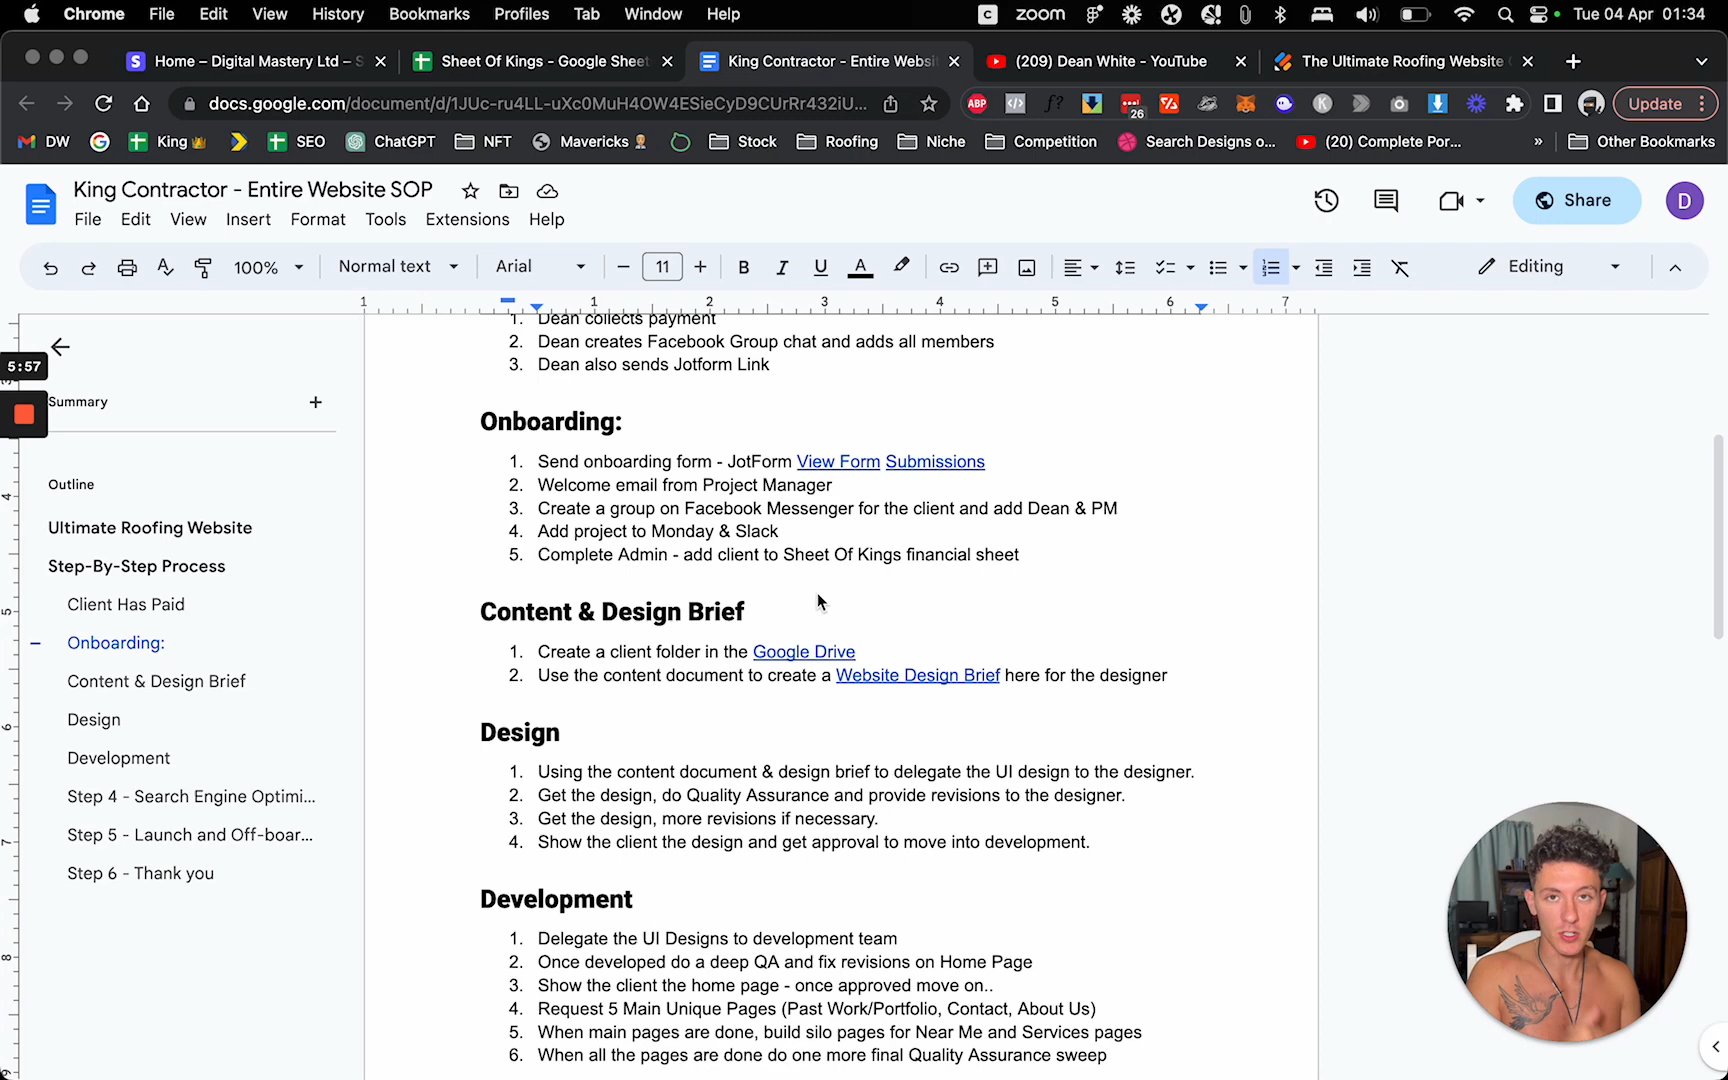 Chrome File Edit View History Bookmarks Profiles Tab Window Help
zoom
Tue 04 Apr 01:34
Home – Digital Mastery Ltd – S
Sheet Of Kings - Google Sheet
King Contractor - Entire Websi
(209) Dean White - YouTube
The Ultimate Roofing Website
docs.google.com/document/d/1JUc-ru4LL-uXc0MuH4OW4ESieCyD9CUrRr432iU...
ABP
26
Update
DW
King
SEO
ChatGPT
NFT
Mavericks
Stock
Roofing
Niche
Competition
Search Designs o...
(20) Complete Por...
»
Other Bookmarks
King Contractor - Entire Website SOP
File Edit View Insert Format Tools Extensions Help
Share
D
100%
Normal text
Arial
11
Editing
1 1 2 3 4 5 6 7
5:57
Summary
Outline
Ultimate Roofing Website
Step-By-Step Process
Client Has Paid
Onboarding:
Content & Design Brief
Design
Development
Step 4 - Search Engine Optimi...
Step 5 - Launch and Off-boar...
Step 6 - Thank you
1. Dean collects payment
2. Dean creates Facebook Group chat and adds all members
3. Dean also sends Jotform Link
Onboarding:
1. Send onboarding form - JotForm View Form Submissions
2. Welcome email from Project Manager
3. Create a group on Facebook Messenger for the client and add Dean & PM
4. Add project to Monday & Slack
5. Complete Admin - add client to Sheet Of Kings financial sheet
Content & Design Brief
1. Create a client folder in the Google Drive
2. Use the content document to create a Website Design Brief here for the designer
Design
1. Using the content document & design brief to delegate the UI design to the designer.
2. Get the design, do Quality Assurance and provide revisions to the designer.
3. Get the design, more revisions if necessary.
4. Show the client the design and get approval to move into development.
Development
1. Delegate the UI Designs to development team
2. Once developed do a deep QA and fix revisions on Home Page
3. Show the client the home page - once approved move on..
4. Request 5 Main Unique Pages (Past Work/Portfolio, Contact, About Us)
5. When main pages are done, build silo pages for Near Me and Services pages
6. When all the pages are done do one more final Quality Assurance sweep